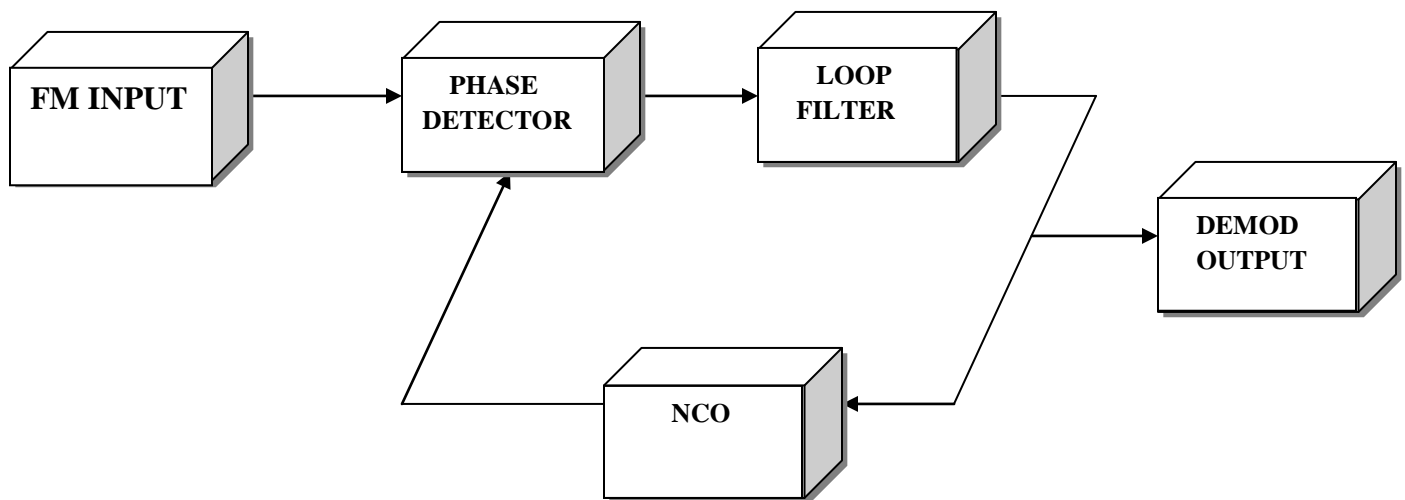 FM INPUT
PHASE
DETECTOR
LOOP
FILTER
DEMOD
OUTPUT
NCO